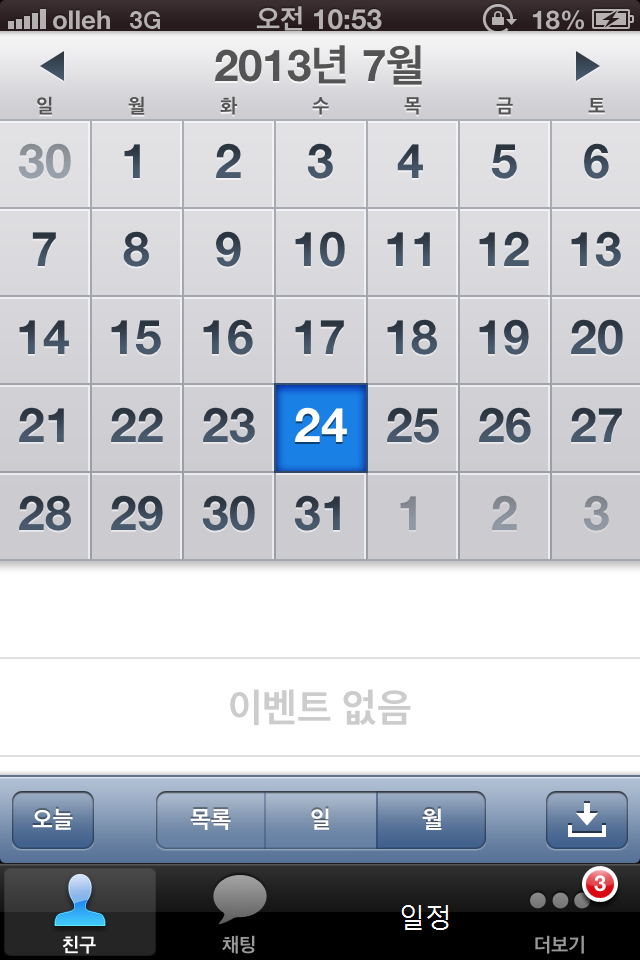 olleh 3G 오전 10:53 18%
2013년 7월
일 월 화 수 목 금 토
30 1 2 3 4 5 6
7 8 9 10 11 12 13
14 15 16 17 18 19 20
21 22 23 24 25 26 27
28 29 30 31 1 2 3
이벤트 없음
오늘 목록 일 월
3
친구 채팅 일정 더보기